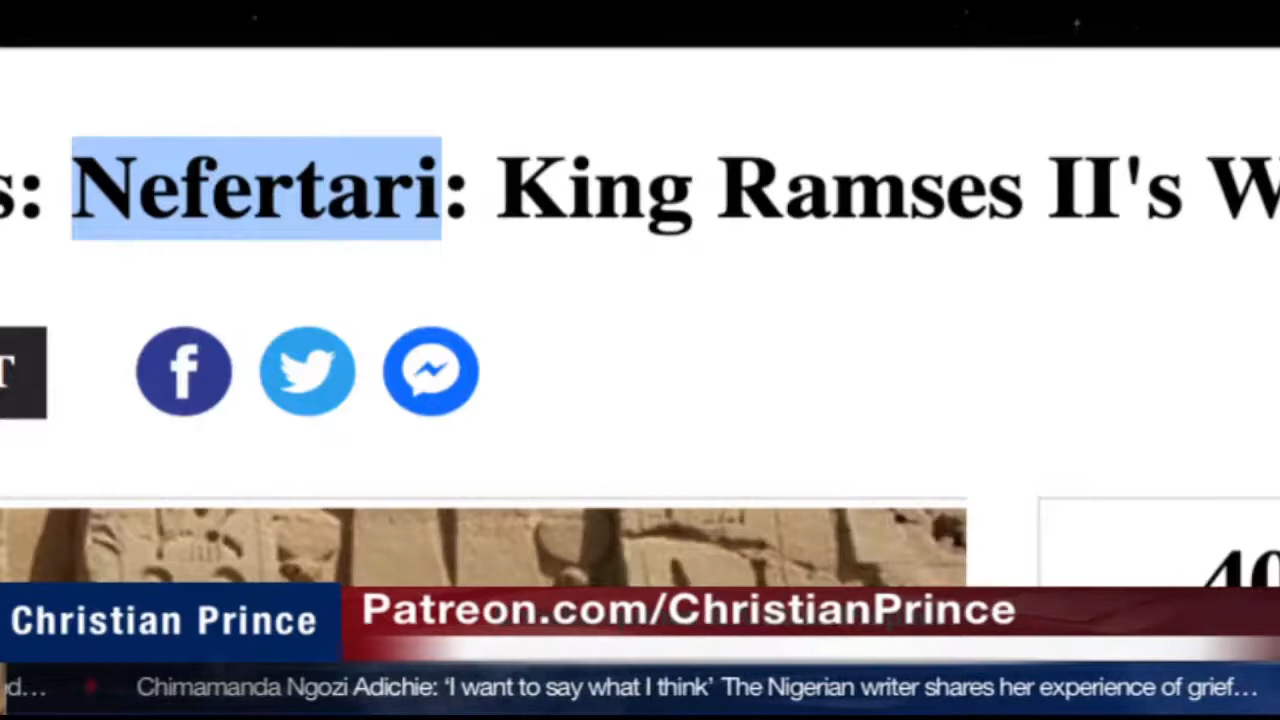 s: Nefertari: King Ramses II's W
T
40
Christian Prince
Patreon.com/ChristianPrince
d… Chimamanda Ngozi Adichie: ‘I want to say what I think’ The Nigerian writer shares her experience of grief…